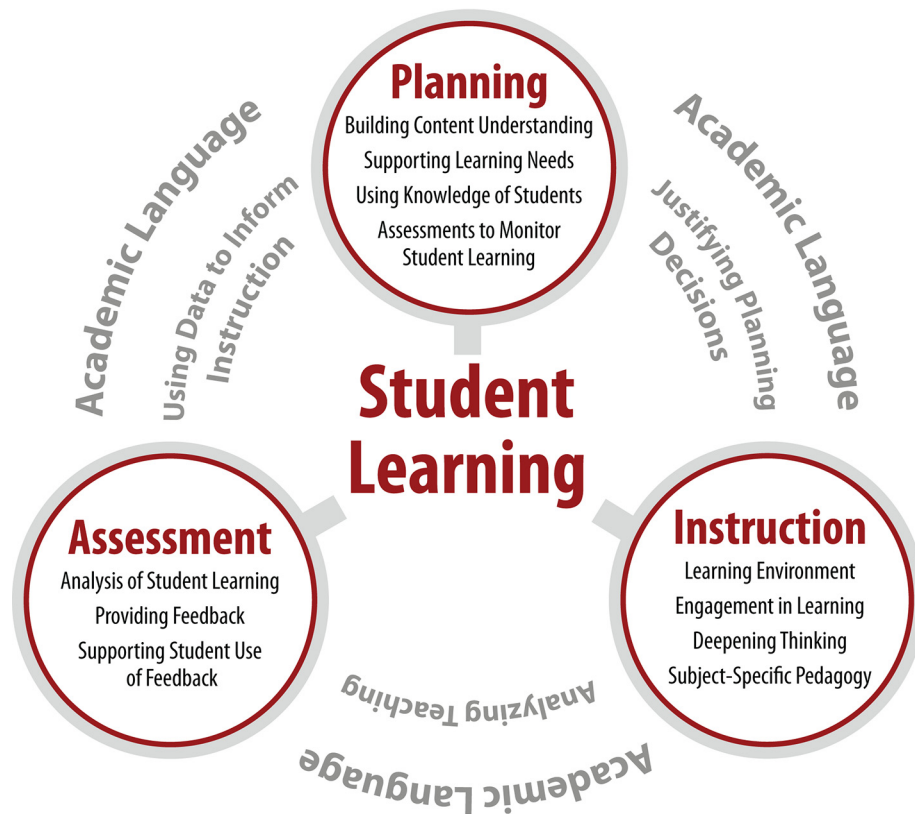 Planning
Building Content Understanding
Supporting Learning Needs
Using Knowledge of Students
Assessments to Monitor
Student Learning
Academic Language
Using Data to Inform
Instruction
Academic Language
Justifying Planning
Decisions
Student
Learning
Assessment
Analysis of Student Learning
Providing Feedback
Supporting Student Use
of Feedback
Instruction
Learning Environment
Engagement in Learning
Deepening Thinking
Subject-Specific Pedagogy
Analyzing Teaching
Academic Language